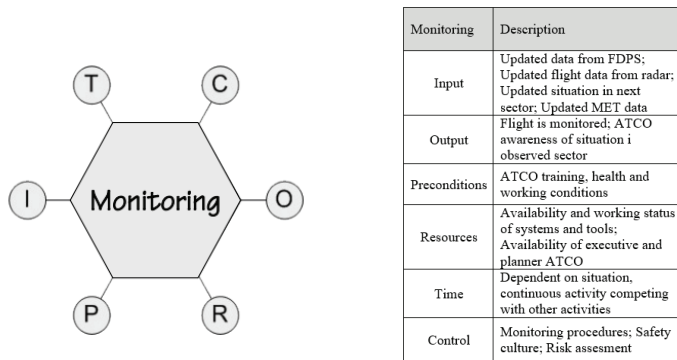 T
C
I
Monitoring
O
P
R
Monitoring Description
Input
Updated data from FDPS;
Updated flight data from radar;
Updated situation in next
sector; Updated MET data
Output
Flight is monitored; ATCO
awareness of situation i
observed sector
Preconditions
ATCO training, health and
working conditions
Resources
Availability and working status
of systems and tools;
Availability of executive and
planner ATCO
Time
Dependent on situation,
continuous activity competing
with other activities
Control
Monitoring procedures; Safety
culture; Risk assesment